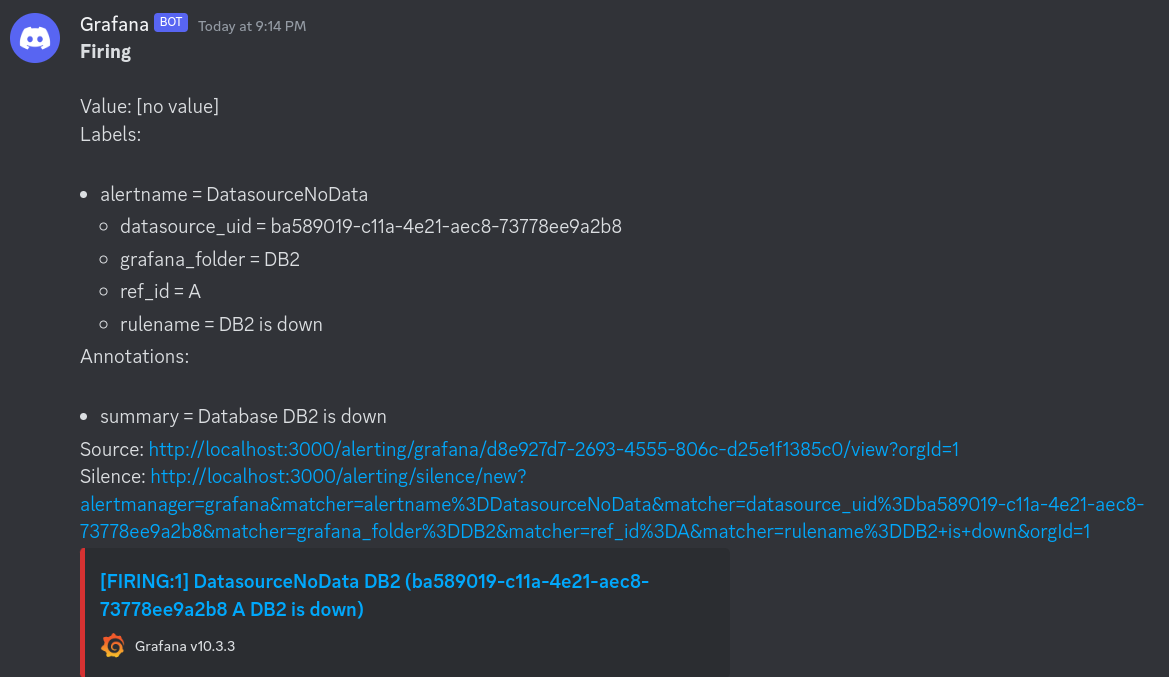 Grafana BOT Today at 9:14 PM
Firing
Value: [no value]
Labels:
alertname = DatasourceNoData
datasource_uid = ba589019-c11a-4e21-aec8-73778ee9a2b8
grafana_folder = DB2
ref_id = A
rulename = DB2 is down
Annotations:
summary = Database DB2 is down
Source: http://localhost:3000/alerting/grafana/d8e927d7-2693-4555-806c-d25e1f1385c0/view?orgId=1
Silence: http://localhost:3000/alerting/silence/new?
alertmanager=grafana&matcher=alertname%3DDatasourceNoData&matcher=datasource_uid%3Dba589019-c11a-4e21-aec8-
73778ee9a2b8&matcher=grafana_folder%3DDB2&matcher=ref_id%3DA&matcher=rulename%3DDB2+is+down&orgId=1
[FIRING:1] DatasourceNoData DB2 (ba589019-c11a-4e21-aec8-
73778ee9a2b8 A DB2 is down)
Grafana v10.3.3